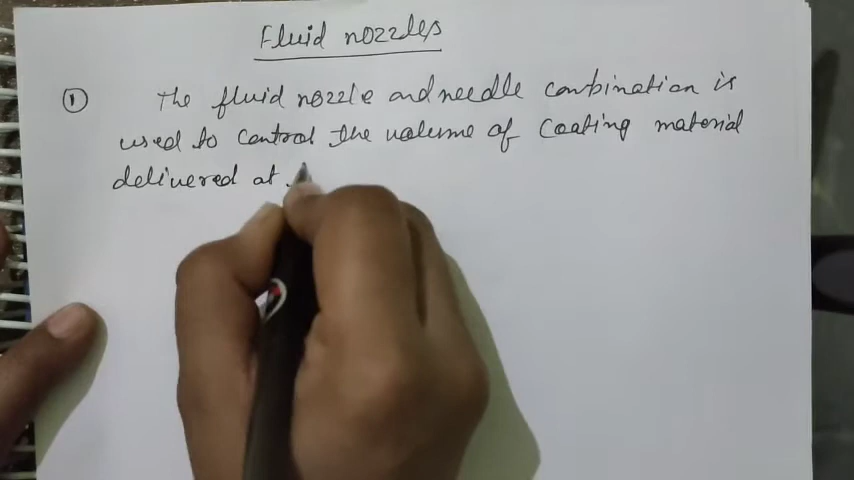 Fluid nozzles
① The fluid nozzle and needle combination is
used to control the volume of coating material
delivered at